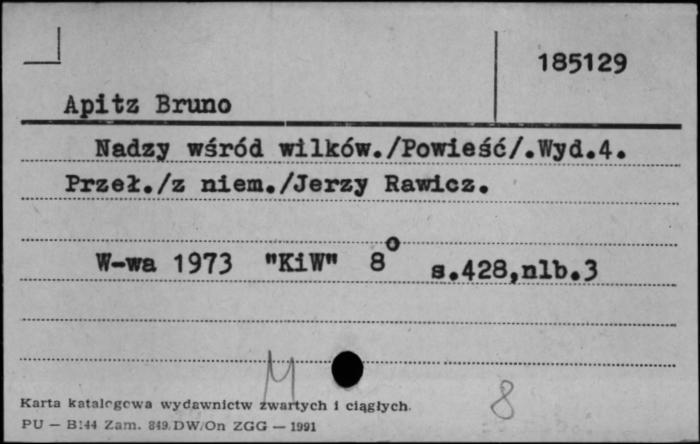 185129
Apitz Bruno
Nadzy wśród wilków./Powieść/.Wyd.4.
Przeł./z niem./Jerzy Rawicz.
W-wa 1973 "KiW" 8° s.428,nlb.3
M
8
Karta katalogowa wydawnictw zwartych i ciągłych.
PU — B144 Zam. 849.DW/On ZGG — 1991